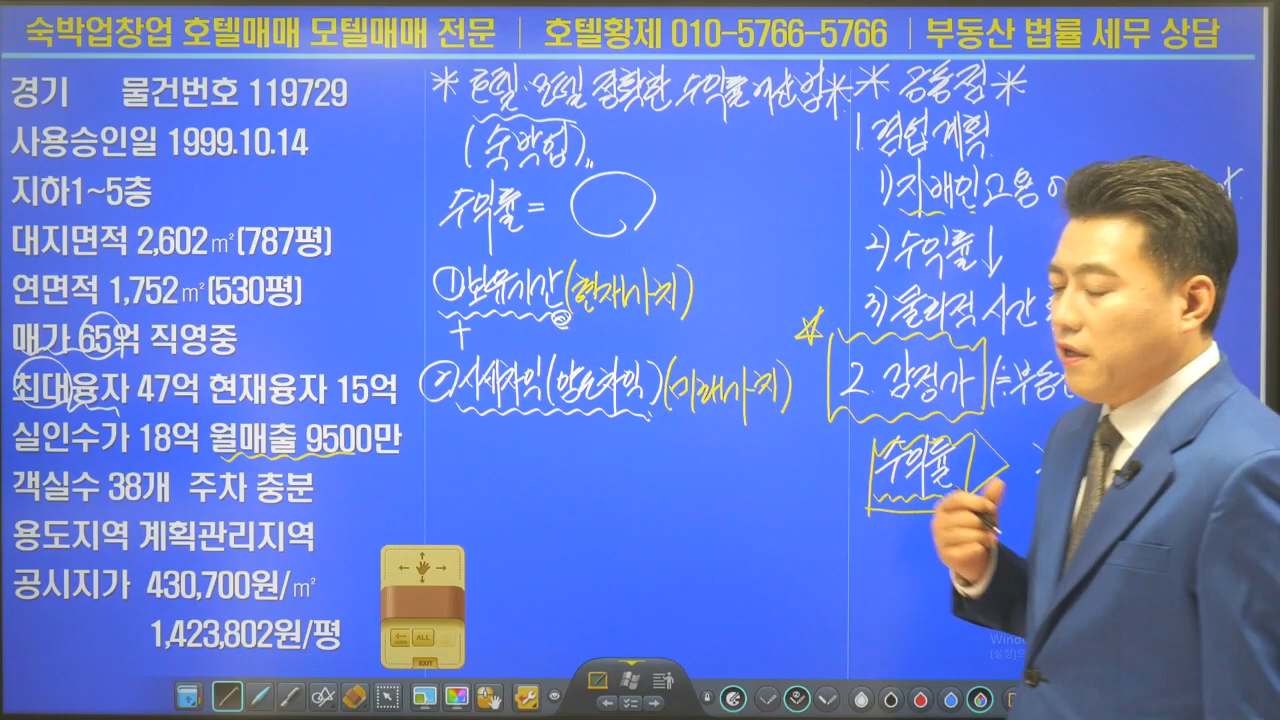 숙박업창업 호텔매매 모텔매매 전문 | 호텔황제 010-5766-5766 | 부동산 법률 세무 상담
경기 물건번호 119729
사용승인일 1999.10.14
지하1~5층
대지면적 2,602㎡(787평)
연면적 1,752㎡(530평)
매가 65억 직영중
최대융자 47억 현재융자 15억
실인수가 18억 월매출 9500만
객실수 38개 주차 충분
용도지역 계획관리지역
공시지가 430,700원/㎡
1,423,802원/평
* 호텔·모텔 정확한 수익률 계산방*
(숙박업)
수익률 =
① 보유기간 (현재가치)
+
② 시세차익 (양도차익) (미래가치)
* 공통점 *
1. 경업계획
1) 지배인 고용
2) 수익률↓
3) 물리적 시간
2. 감정가
수익률
ALL
EXIT